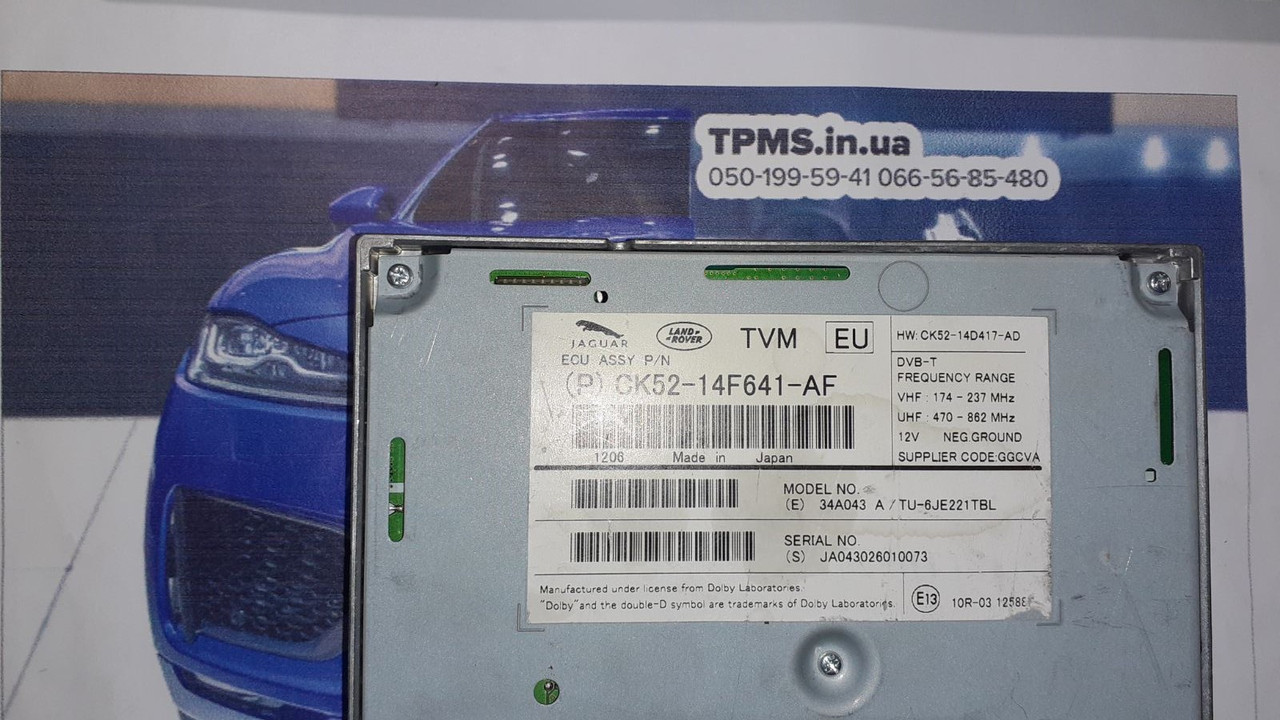 TPMS.in.ua
050-199-59-41 066-56-85-480
JAGUAR
LAND ROVER
TVM
EU
HW: CK52-14D417-AD
ECU ASSY P/N
(P) CK52-14F641-AF
DVB-T
FREQUENCY RANGE
VHF : 174 - 237 MHz
UHF : 470 - 862 MHz
12V NEG.GROUND
SUPPLIER CODE:GGCVA
1206 Made in Japan
MODEL NO.
(E) 34A043 A / TU-6JE221TBL
SERIAL NO.
(S) JA043026010073
Manufactured under license from Dolby Laboratories.
"Dolby" and the double-D symbol are trademarks of Dolby Laboratories.
E13
10R-03